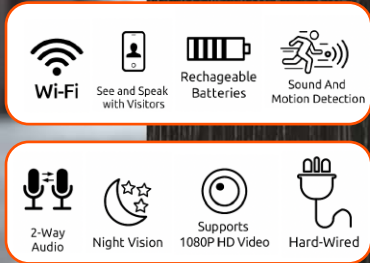 Wi-Fi
See and Speak
with Visitors
Rechageable
Batteries
Sound And
Motion Detection
2-Way
Audio
Night Vision
Supports
1080P HD Video
Hard-Wired